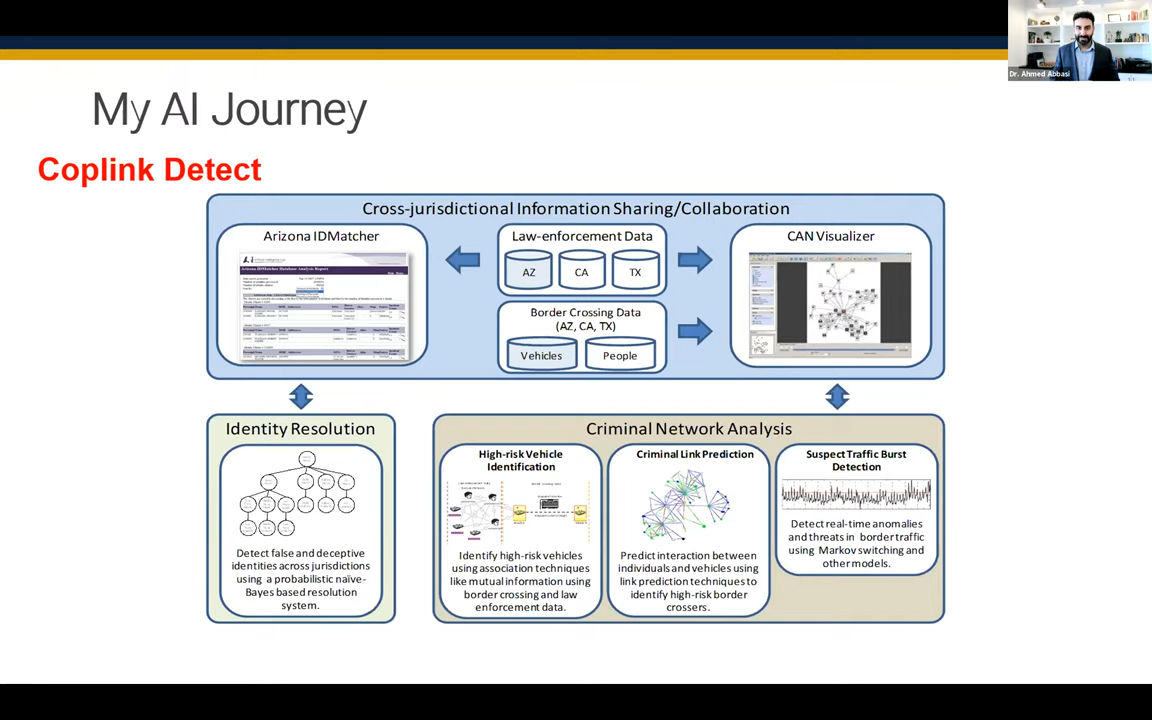 Dr. Ahmed Abbasi
My AI Journey
Coplink Detect
Cross-jurisdictional Information Sharing/Collaboration
Arizona IDMatcher
Arizona IDMatcher Database Analysis Report
Law-enforcement Data
AZ
CA
TX
Border Crossing Data
(AZ, CA, TX)
Vehicles
People
CAN Visualizer
Identity Resolution
Detect false and deceptive
identities across jurisdictions
using a probabilistic naïve-
Bayes based resolution
system.
Criminal Network Analysis
High-risk Vehicle
Identification
Identify high-risk vehicles
using association techniques
like mutual information using
border crossing and law
enforcement data.
Criminal Link Prediction
Predict interaction between
individuals and vehicles using
link prediction techniques to
identify high-risk border
crossers.
Suspect Traffic Burst
Detection
Detect real-time anomalies
and threats in border traffic
using Markov switching and
other models.